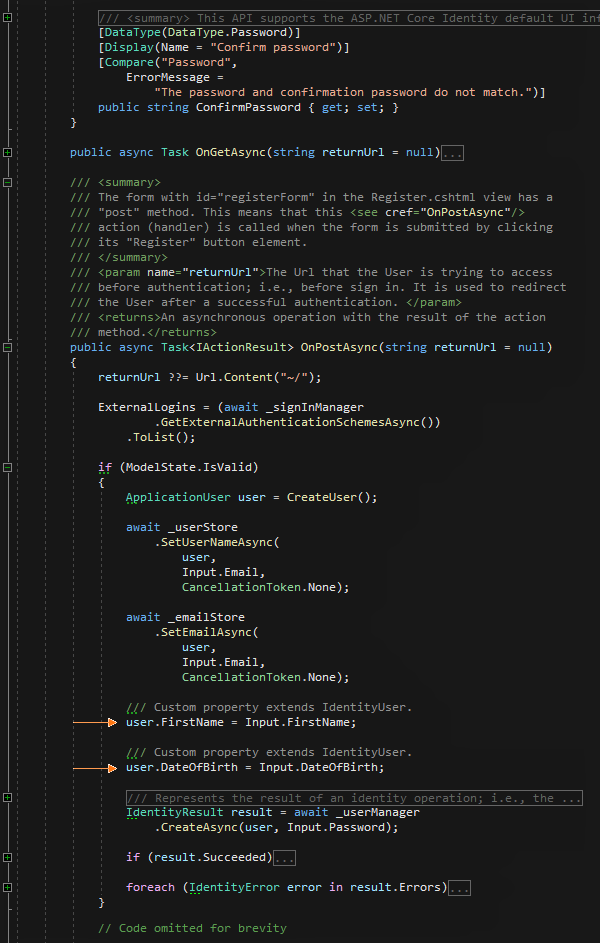 /// <summary> This API supports the ASP.NET Core Identity default UI inf
[DataType(DataType.Password)]
[Display(Name = "Confirm password")]
[Compare("Password",
ErrorMessage =
"The password and confirmation password do not match.")]
public string ConfirmPassword { get; set; }
}
public async Task OnGetAsync(string returnUrl = null)...
/// <summary>
/// The form with id="registerForm" in the Register.cshtml view has a
/// "post" method. This means that this <see cref="OnPostAsync"/>
/// action (handler) is called when the form is submitted by clicking
/// its "Register" button element.
/// </summary>
/// <param name="returnUrl">The Url that the User is trying to access
/// before authentication; i.e., before sign in. It is used to redirect
/// the User after a successful authentication. </param>
/// <returns>An asynchronous operation with the result of the action
/// method.</returns>
public async Task<IActionResult> OnPostAsync(string returnUrl = null)
{
returnUrl ??= Url.Content("~/");
ExternalLogins = (await _signInManager
.GetExternalAuthenticationSchemesAsync())
.ToList();
if (ModelState.IsValid)
{
ApplicationUser user = CreateUser();
await _userStore
.SetUserNameAsync(
user,
Input.Email,
CancellationToken.None);
await _emailStore
.SetEmailAsync(
user,
Input.Email,
CancellationToken.None);
/// Custom property extends IdentityUser.
user.FirstName = Input.FirstName;
/// Custom property extends IdentityUser.
user.DateOfBirth = Input.DateOfBirth;
/// Represents the result of an identity operation; i.e., the ...
IdentityResult result = await _userManager
.CreateAsync(user, Input.Password);
if (result.Succeeded)...
foreach (IdentityError error in result.Errors)...
}
// Code omitted for brevity